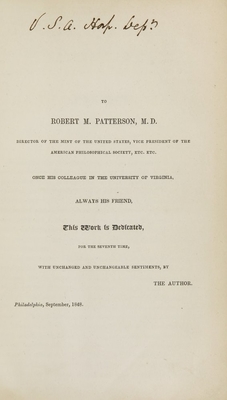 U.S.A. Hosp. Dept
TO
ROBERT M. PATTERSON, M.D.
DIRECTOR OF THE MINT OF THE UNITED STATES, VICE PRESIDENT OF THE
AMERICAN PHILOSOPHICAL SOCIETY, ETC. ETC.
ONCE HIS COLLEAGUE IN THE UNIVERSITY OF VIRGINIA,
ALWAYS HIS FRIEND,
This Work is Dedicated,
FOR THE SEVENTH TIME,
WITH UNCHANGED AND UNCHANGEABLE SENTIMENTS, BY
THE AUTHOR.
Philadelphia, September, 1848.